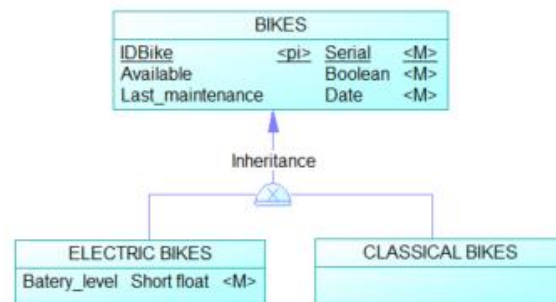 BIKES
IDBike <pi> Serial <M>
Available Boolean <M>
Last_maintenance Date <M>
Inheritance
X
ELECTRIC BIKES
Batery_level Short float <M>
CLASSICAL BIKES